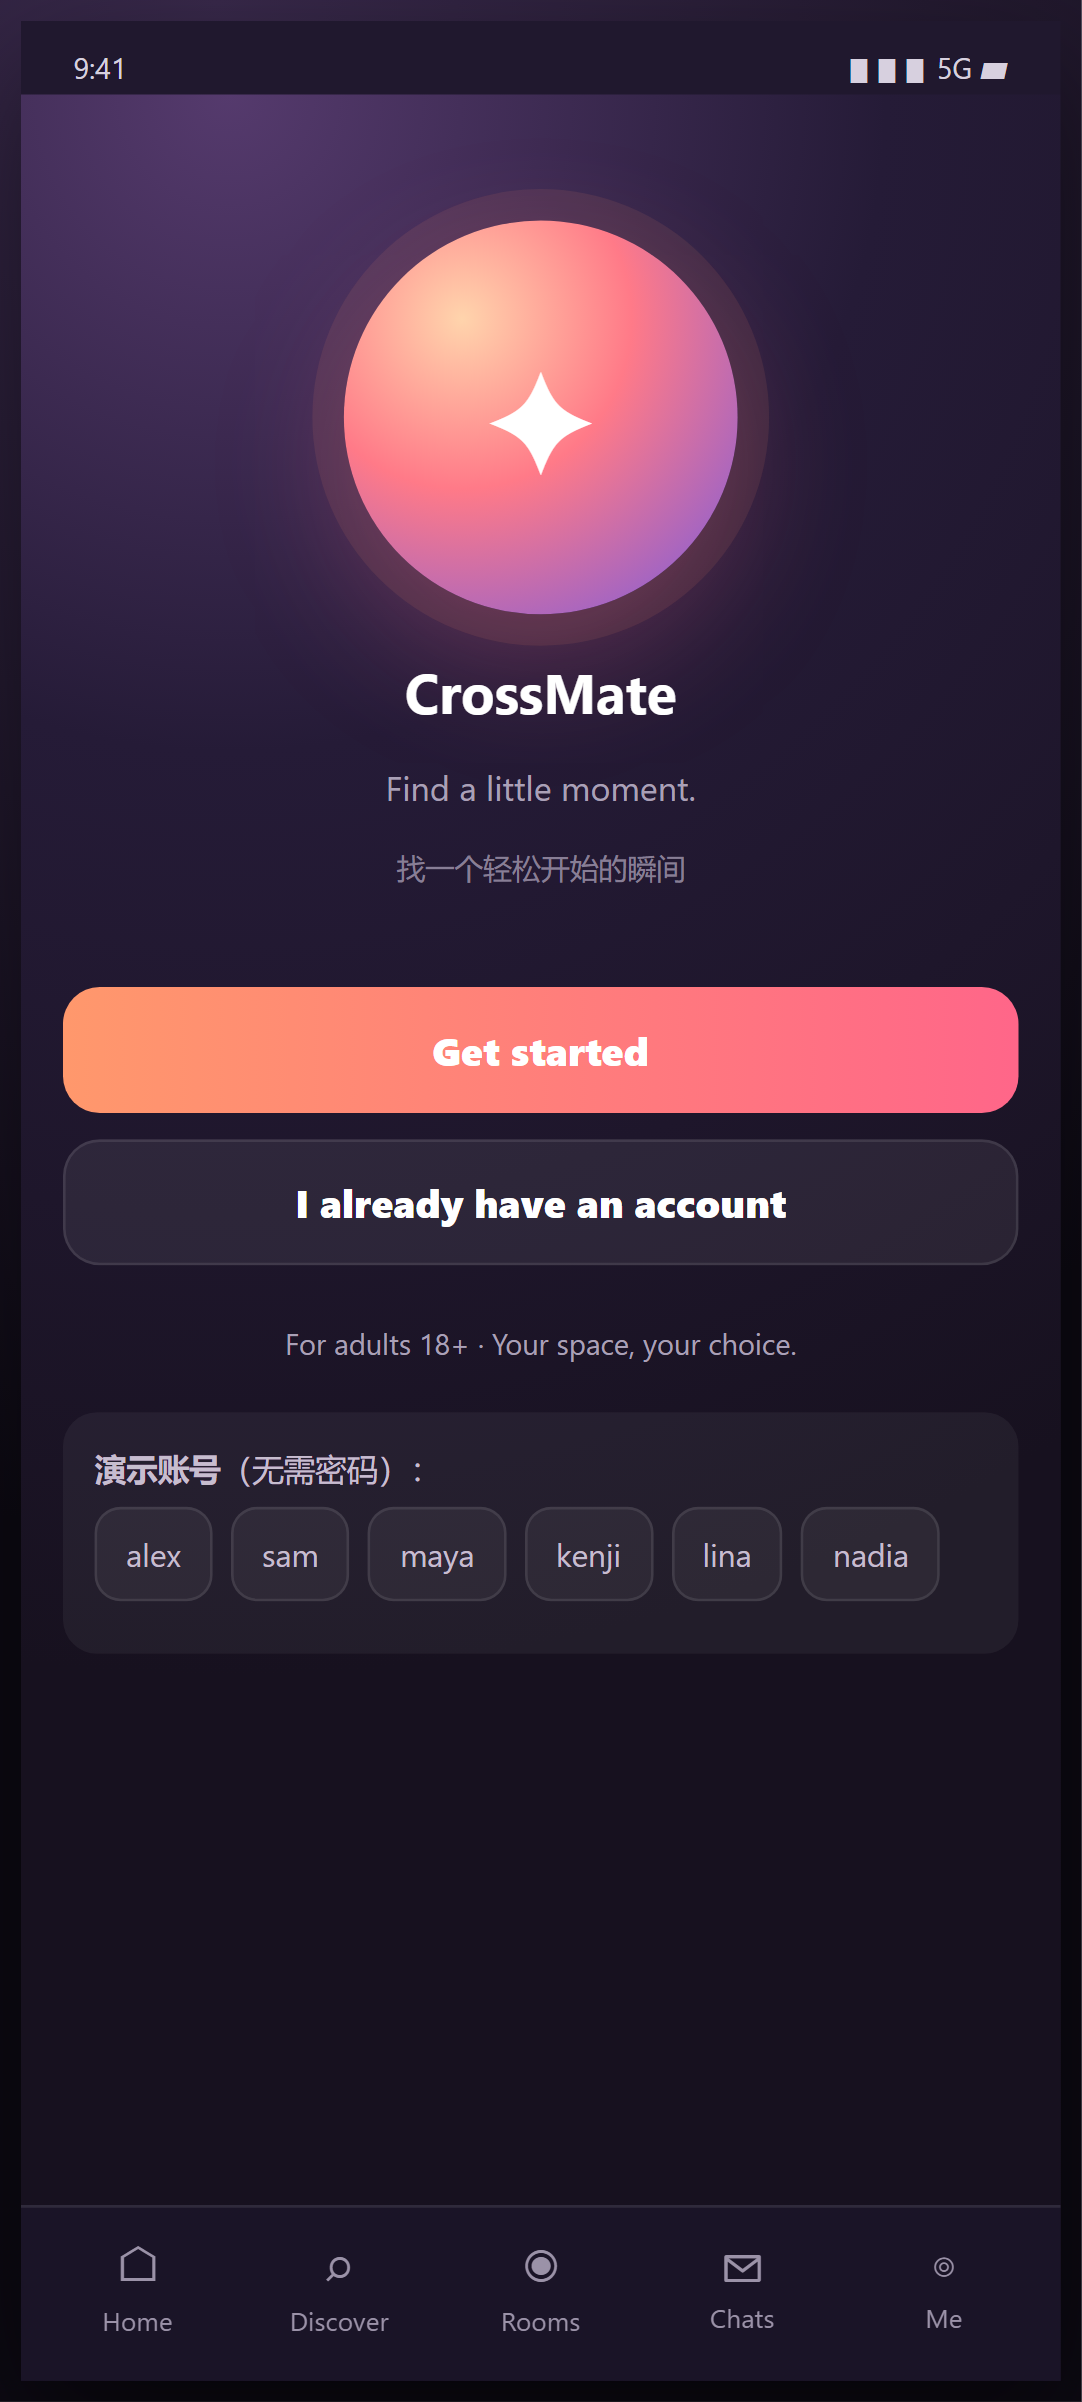 9:41
5G
CrossMate
Find a little moment.
找一个轻松开始的瞬间
Get started
I already have an account
For adults 18+ · Your space, your choice.
演示账号（无需密码）：
alex sam maya kenji lina nadia
Home Discover Rooms Chats Me